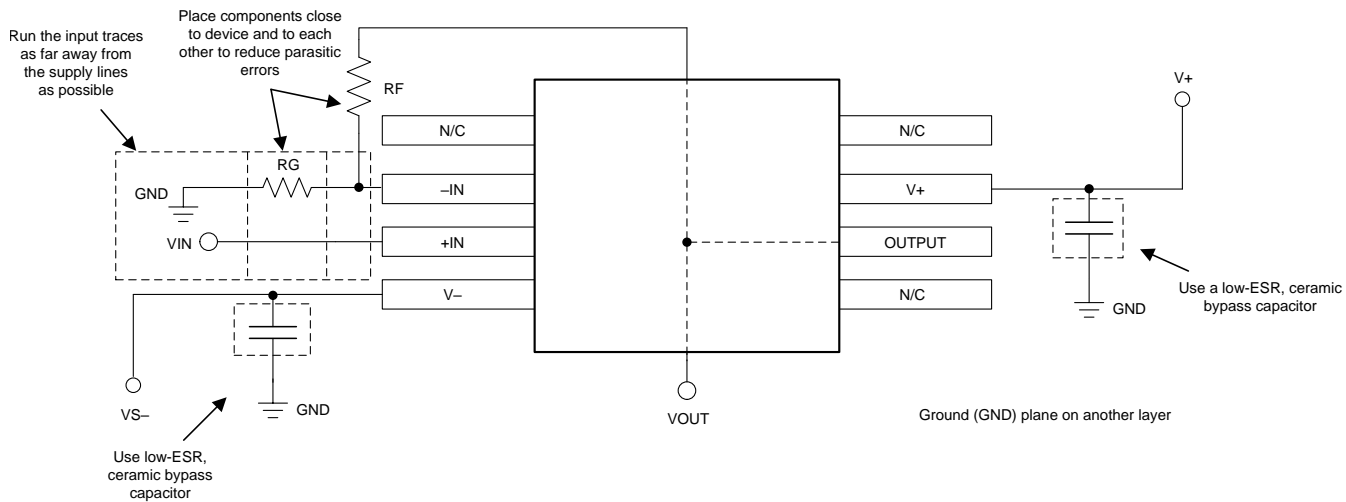 Run the input traces
as far away from
the supply lines
as possible
Place components close
to device and to each
other to reduce parasitic
errors
RF
N/C
RG
GND
–IN
VIN
+IN
V–
GND
VS–
Use low-ESR,
ceramic bypass
capacitor
VOUT
N/C
V+
V+
OUTPUT
N/C
GND
Use a low-ESR, ceramic
bypass capacitor
Ground (GND) plane on another layer